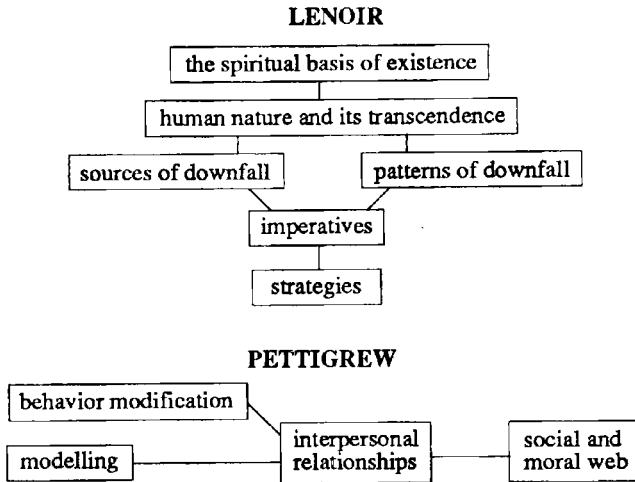 LENOIR
the spiritual basis of existence
human nature and its transcendence
sources of downfall
patterns of downfall
imperatives
strategies
PETTIGREW
behavior modification
modelling
interpersonal
relationships
social and
moral web